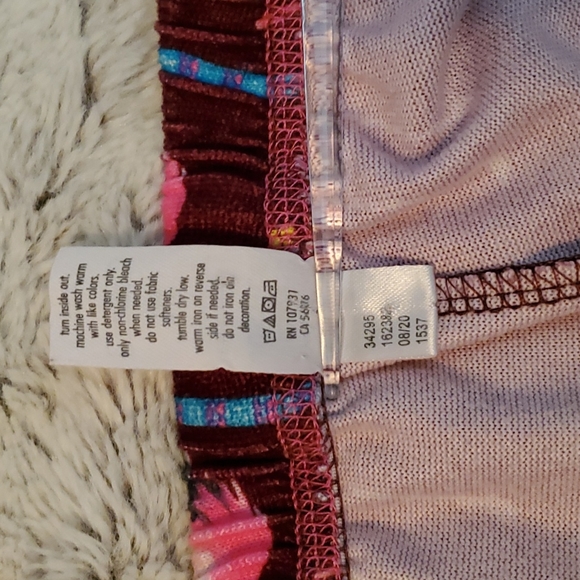 turn inside out.
machine wash warm
with like colors.
use detergent only.
only non-chlorine bleach
when needed.
do not use fabric
softeners.
tumble dry low.
warm iron on reverse
side if needed.
do not iron on
decoration.
RN 107931
CA 56976
34295
08/20
1537